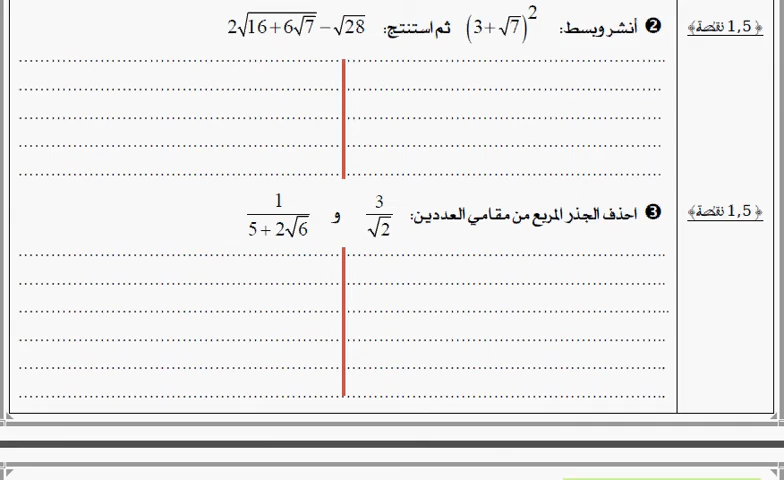 ﴿1,5 نقطة﴾
❷ أنشر وبسط: (3+√7)² ثم استنتج: 2√(16+6√7) − √28
﴿1,5 نقطة﴾
❸ احذف الجذر المربع من مقامي العددين: 3/√2 و 1/(5+2√6)